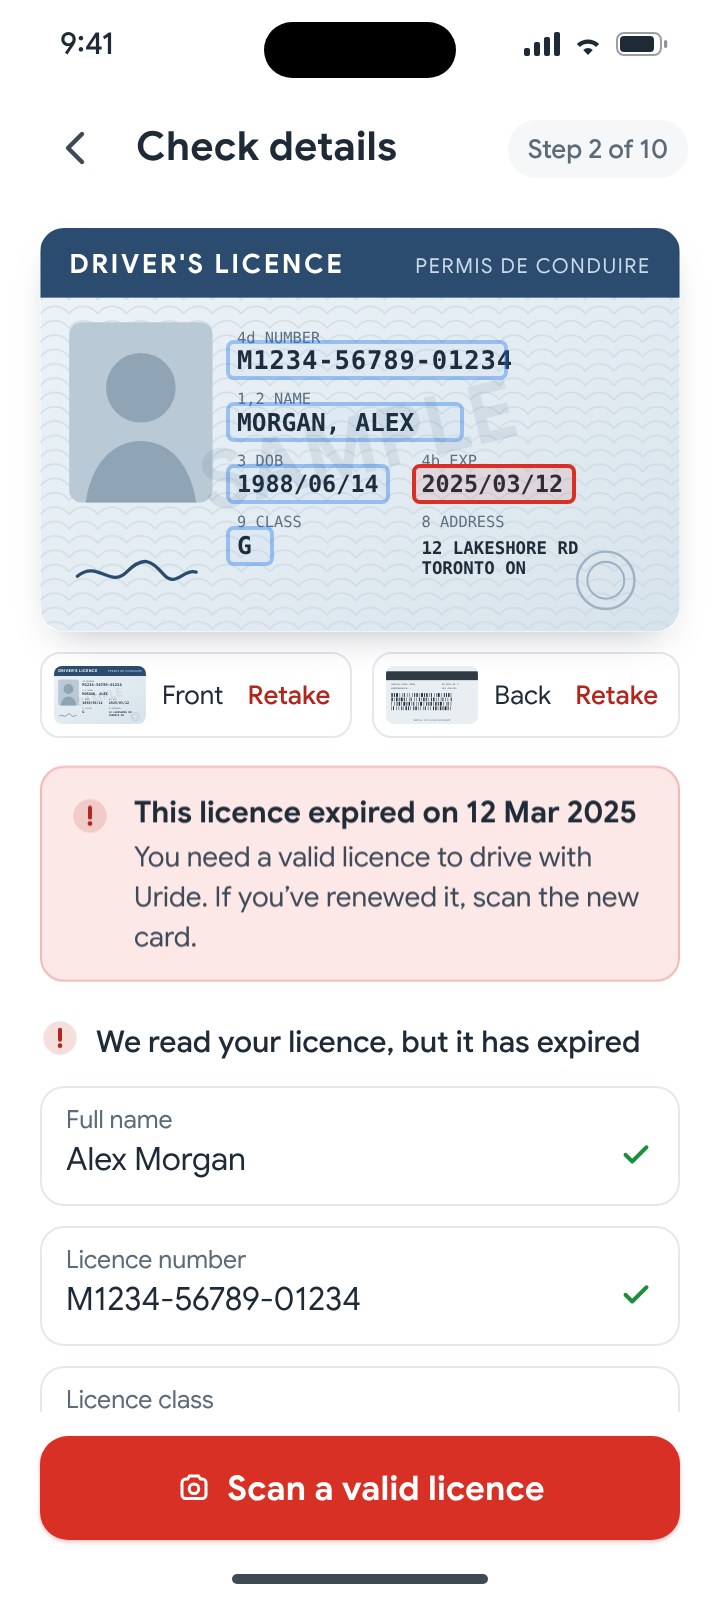 9:41
Check details
Step 2 of 10
DRIVER'S LICENCE
PERMIS DE CONDUIRE
4d NUMBER
M1234-56789-01234
1,2 NAME
MORGAN, ALEX
SAMPLE
3 DOB
4b EXP
1988/06/14
2025/03/12
9 CLASS
8 ADDRESS
G
12 LAKESHORE RD
TORONTO ON
Front
Retake
Back
Retake
This licence expired on 12 Mar 2025
You need a valid licence to drive with
Uride. If you’ve renewed it, scan the new
card.
We read your licence, but it has expired
Full name
Alex Morgan
Licence number
M1234-56789-01234
Licence class
Scan a valid licence